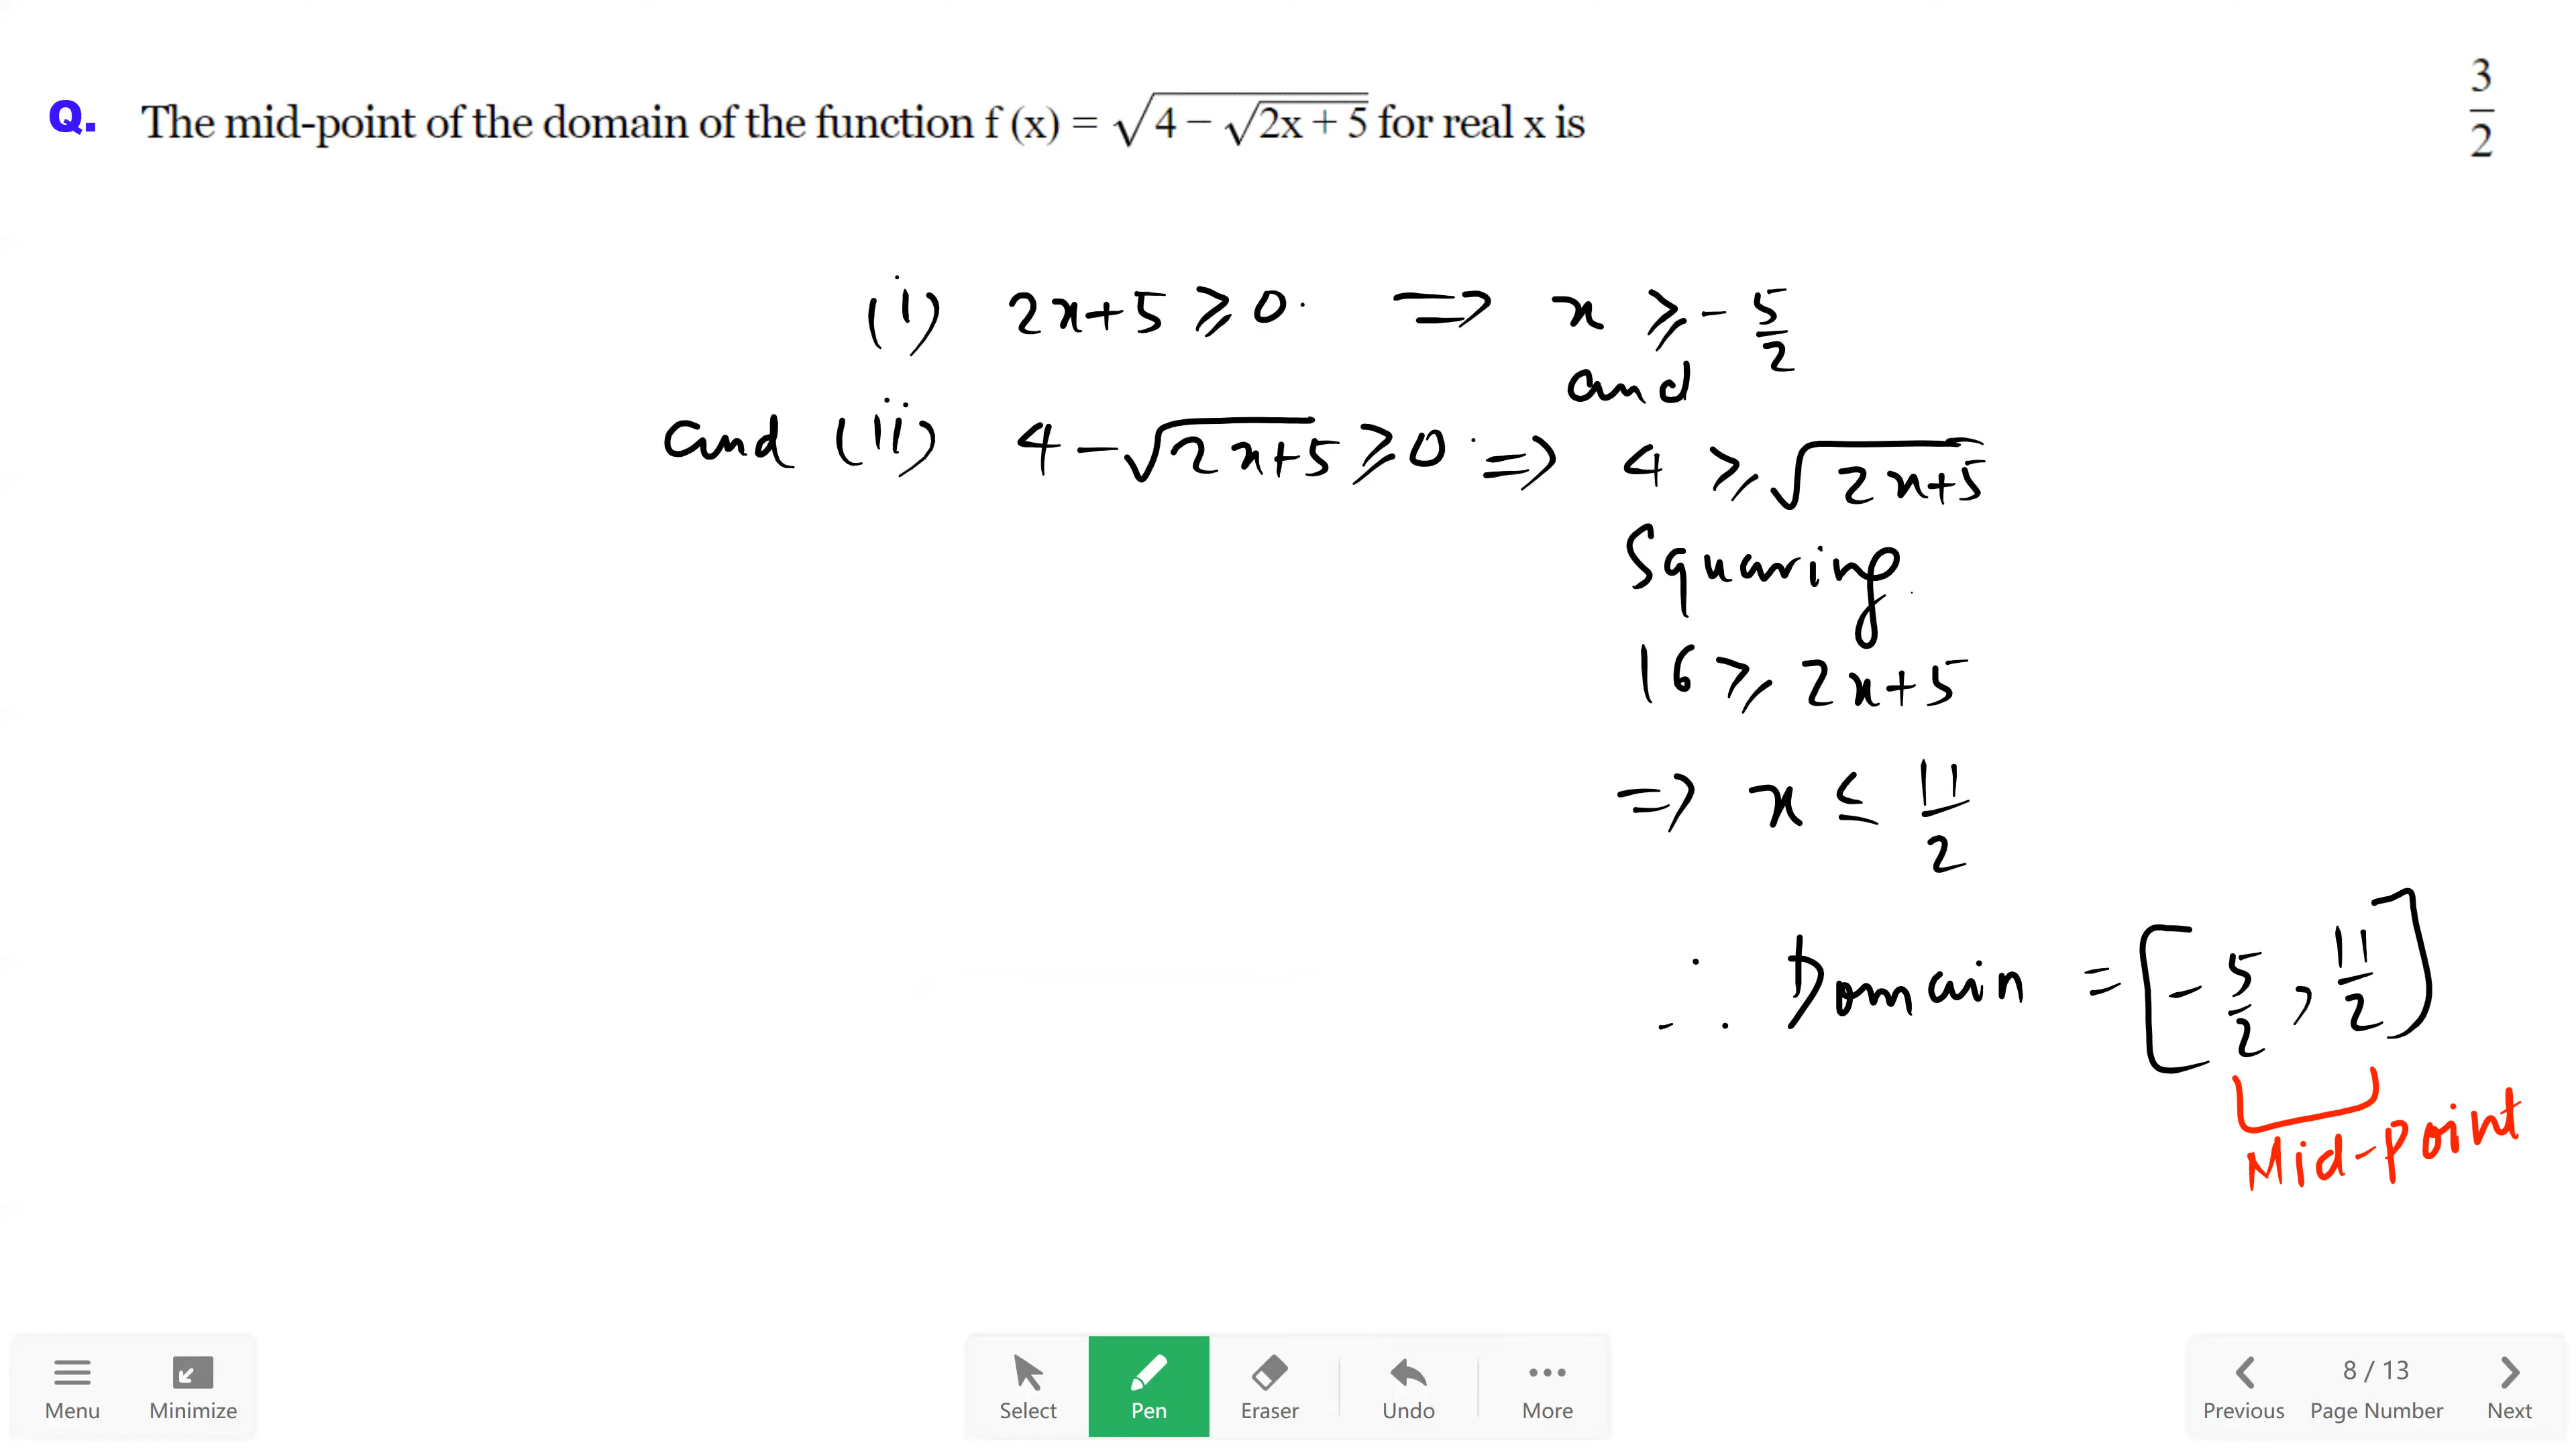 Q. The mid-point of the domain of the function f (x) = √(4 − √(2x + 5)) for real x is
3/2
(i) 2x+5 ≥ 0 ⇒ x ≥ - 5/2
and
and (ii) 4 - √(2x+5) ≥ 0 ⇒ 4 ≥ √(2x+5)
Squaring
16 ≥ 2x+5
⇒ x ≤ 11/2
∴ Domain = [- 5/2, 11/2]
Mid-point
Menu Minimize Select Pen Eraser Undo More Previous 8 / 13 Page Number Next